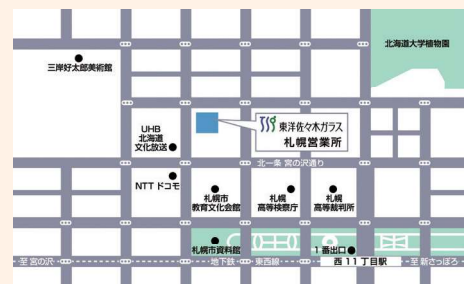 北海道大学植物園
三岸好太郎美術館
東洋佐々木ガラス
札幌営業所
UHB
北海道
文化放送
北一条 宮の沢通り
NTT ドコモ
札幌市
教育文化会館
札幌
高等検察庁
札幌
高等裁判所
札幌市資料館
1番出口
至 宮の沢
地下鉄
東西線
西11丁目駅
至 新さっぽろ